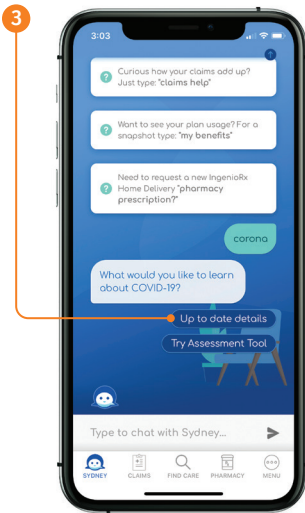 3
3:03
Curious how your claims add up?
Just type: "claims help"
Want to see your plan usage? For a
snapshot type: "my benefits"
Need to request a new IngenioRx
Home Delivery "pharmacy
prescription?"
corona
What would you like to learn
about COVID-19?
Up to date details
Try Assessment Tool
Type to chat with Sydney...
SYDNEY
CLAIMS
FIND CARE
PHARMACY
MENU